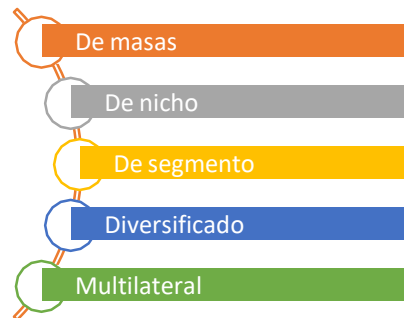 De masas
De nicho
De segmento
Diversificado
Multilateral